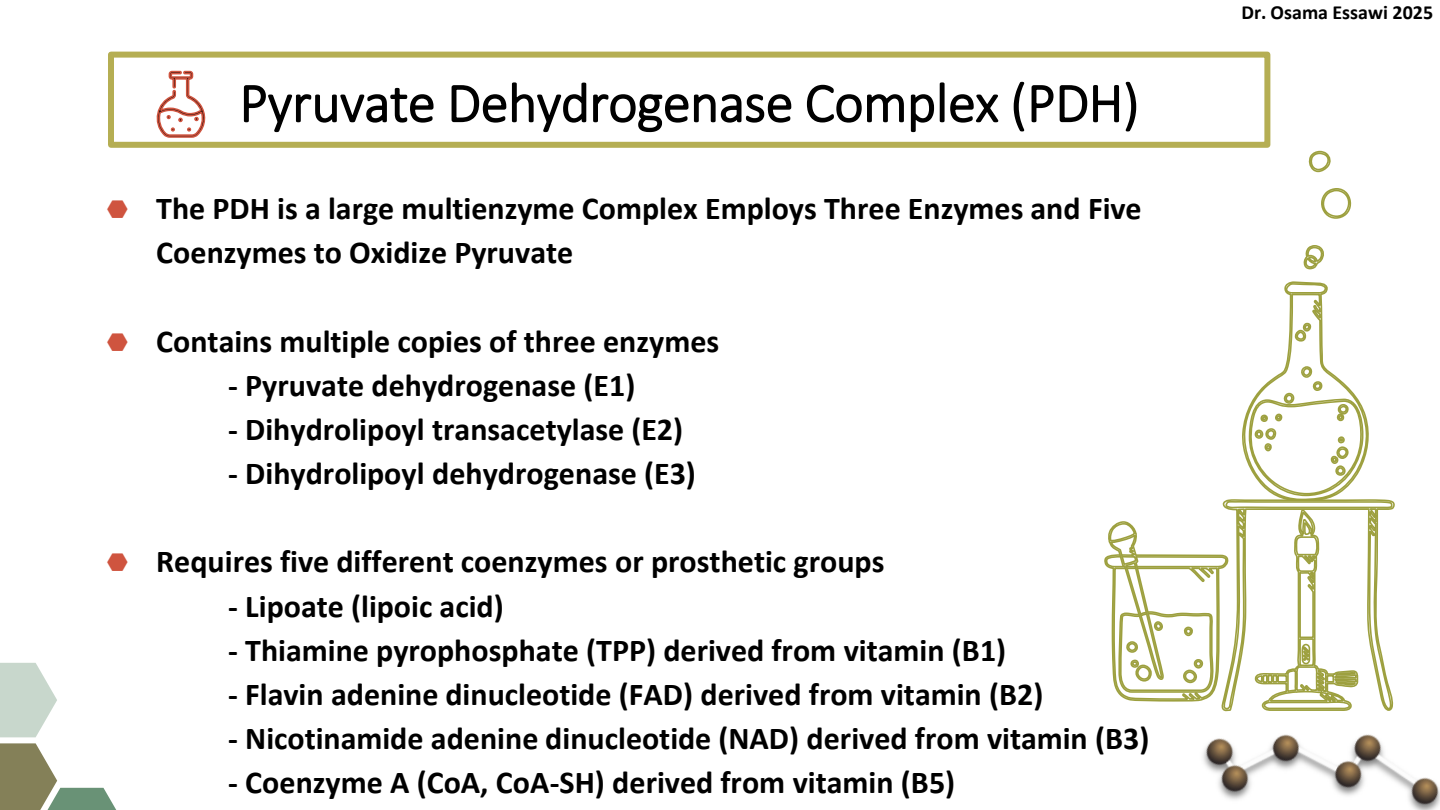 Dr. Osama Essawi 2025
Pyruvate Dehydrogenase Complex (PDH)
The PDH is a large multienzyme Complex Employs Three Enzymes and Five
Coenzymes to Oxidize Pyruvate
Contains multiple copies of three enzymes
- Pyruvate dehydrogenase (E1)
- Dihydrolipoyl transacetylase (E2)
- Dihydrolipoyl dehydrogenase (E3)
Requires five different coenzymes or prosthetic groups
- Lipoate (lipoic acid)
- Thiamine pyrophosphate (TPP) derived from vitamin (B1)
- Flavin adenine dinucleotide (FAD) derived from vitamin (B2)
- Nicotinamide adenine dinucleotide (NAD) derived from vitamin (B3)
- Coenzyme A (CoA, CoA-SH) derived from vitamin (B5)